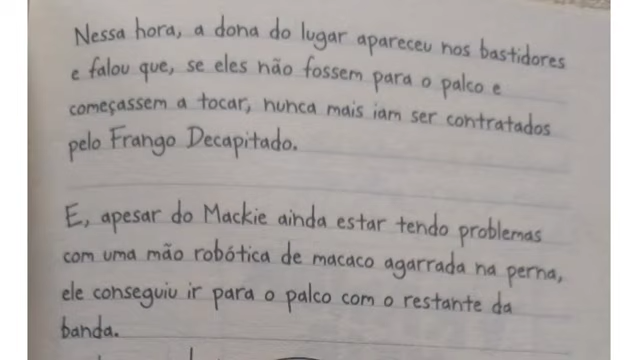 Nessa hora, a dona do lugar apareceu nos bastidores
e falou que, se eles não fossem para o palco e
começassem a tocar, nunca mais iam ser contratados
pelo Frango Decapitado.
E, apesar do Mackie ainda estar tendo problemas
com uma mão robótica de macaco agarrada na perna,
ele conseguiu ir para o palco com o restante da
banda.